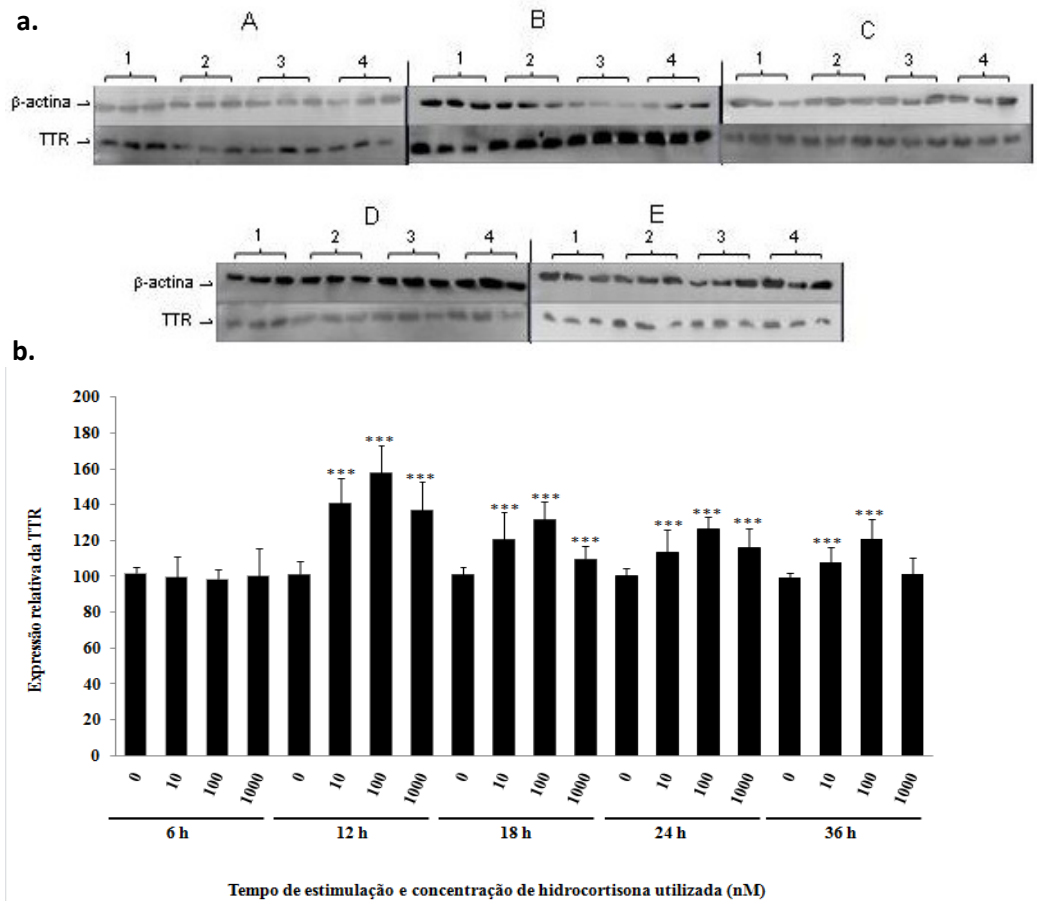 a.
A
B
C
1 2 3 4 1 2 3 4 1 2 3 4
β-actina
TTR
D
E
1 2 3 4 1 2 3 4
β-actina
TTR
b.
Expressão relativa da TTR
200
180
160
140
120
100
80
60
40
20
0
*** *** *** *** *** *** *** *** *** *** ***
0 10 100 1000 0 10 100 1000 0 10 100 1000 0 10 100 1000 0 10 100 1000
6 h 12 h 18 h 24 h 36 h
Tempo de estimulação e concentração de hidrocortisona utilizada (nM)